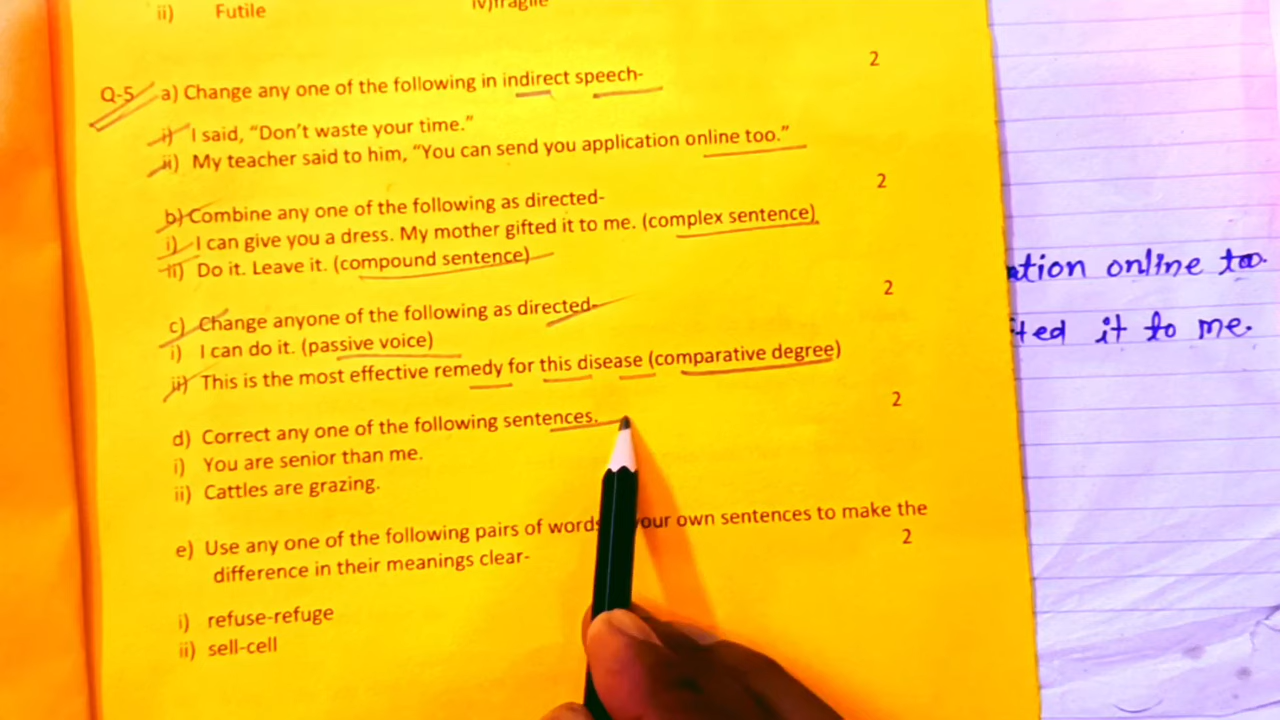 ii) Futile iv)fragile
Q-5 a) Change any one of the following in indirect speech- 2
i) I said, “Don't waste your time.”
ii) My teacher said to him, “You can send you application online too.”
b) Combine any one of the following as directed- 2
i) I can give you a dress. My mother gifted it to me. (complex sentence)
ii) Do it. Leave it. (compound sentence)
c) Change anyone of the following as directed- 2
i) I can do it. (passive voice)
ii) This is the most effective remedy for this disease (comparative degree)
d) Correct any one of the following sentences. 2
i) You are senior than me.
ii) Cattles are grazing.
e) Use any one of the following pairs of words your own sentences to make the
difference in their meanings clear- 2
i) refuse-refuge
ii) sell-cell
online too.
it to me.